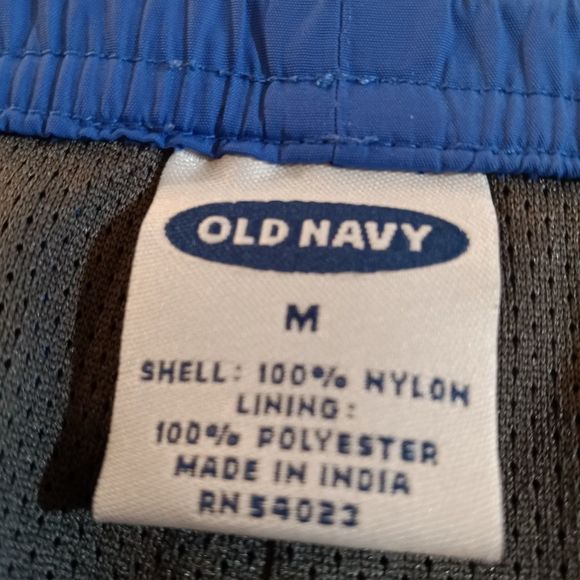 OLD NAVY
M
SHELL: 100% NYLON
LINING:
100% POLYESTER
MADE IN INDIA
RN 54023